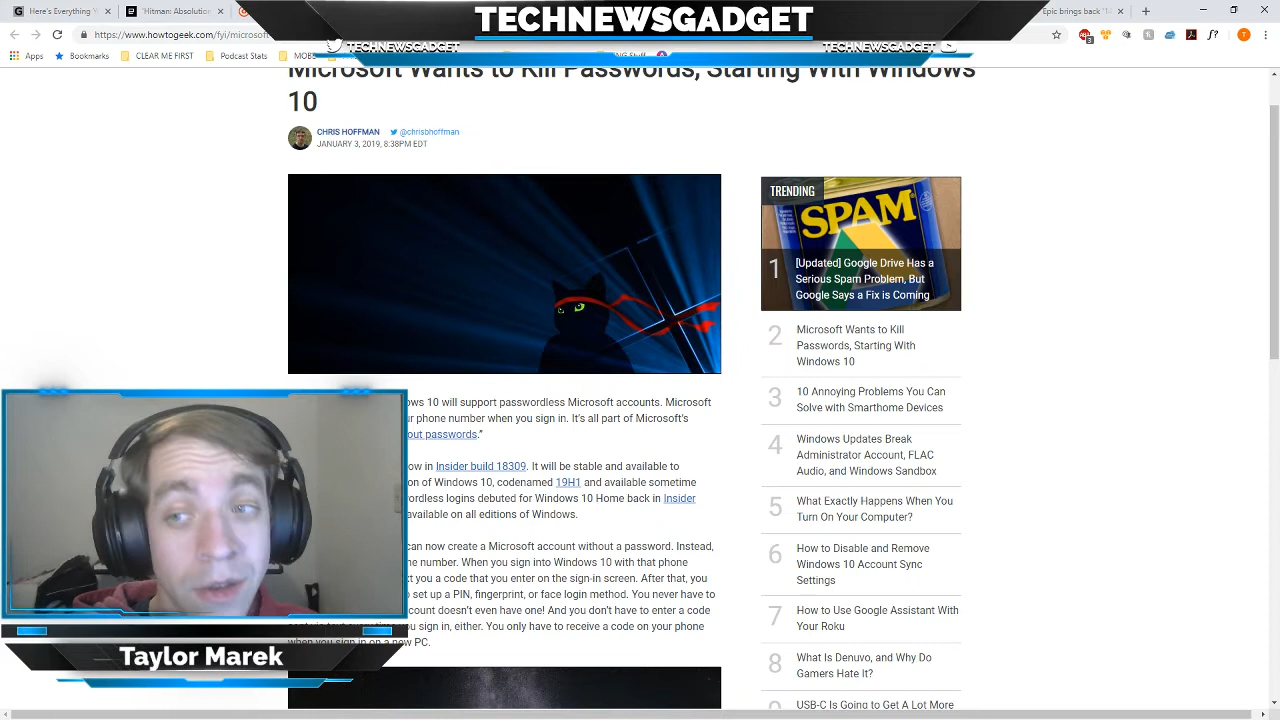 TECHNEWSGADGET
Here's Everything Y
"Hitman: Absolutio
Epic brings back '10
https://www.howtogeek.com/fyi/microsoft
TECHNEWSGADGET
TECHNEWSGADGET
Apps
Bookmarks
CLEAR ME FIRST
Podcast Stats
MOBI
Microsoft Wants to Kill Passwords, Starting With Windows
10
CHRIS HOFFMAN
@chrisbhoffman
JANUARY 3, 2019, 8:38PM EDT
ows 10 will support passwordless Microsoft accounts. Microsoft
ur phone number when you sign in. It's all part of Microsoft's
out passwords."
ow in Insider build 18309. It will be stable and available to
on of Windows 10, codenamed 19H1 and available sometime
ordless logins debuted for Windows 10 Home back in Insider
available on all editions of Windows.
can now create a Microsoft account without a password. Instead,
ne number. When you sign into Windows 10 with that phone
xt you a code that you enter on the sign-in screen. After that, you
o set up a PIN, fingerprint, or face login method. You never have to
count doesn't even have one! And you don't have to enter a code
you sign in, either. You only have to receive a code on your phone
when you sign in on a new PC.
TRENDING
SPAM
1
[Updated] Google Drive Has a
Serious Spam Problem, But
Google Says a Fix is Coming
2
Microsoft Wants to Kill
Passwords, Starting With
Windows 10
3
10 Annoying Problems You Can
Solve with Smarthome Devices
4
Windows Updates Break
Administrator Account, FLAC
Audio, and Windows Sandbox
5
What Exactly Happens When You
Turn On Your Computer?
6
How to Disable and Remove
Windows 10 Account Sync
Settings
7
How to Use Google Assistant With
Your Roku
8
What Is Denuvo, and Why Do
Gamers Hate It?
USB-C Is Going to Get A Lot More
Taylor Marek